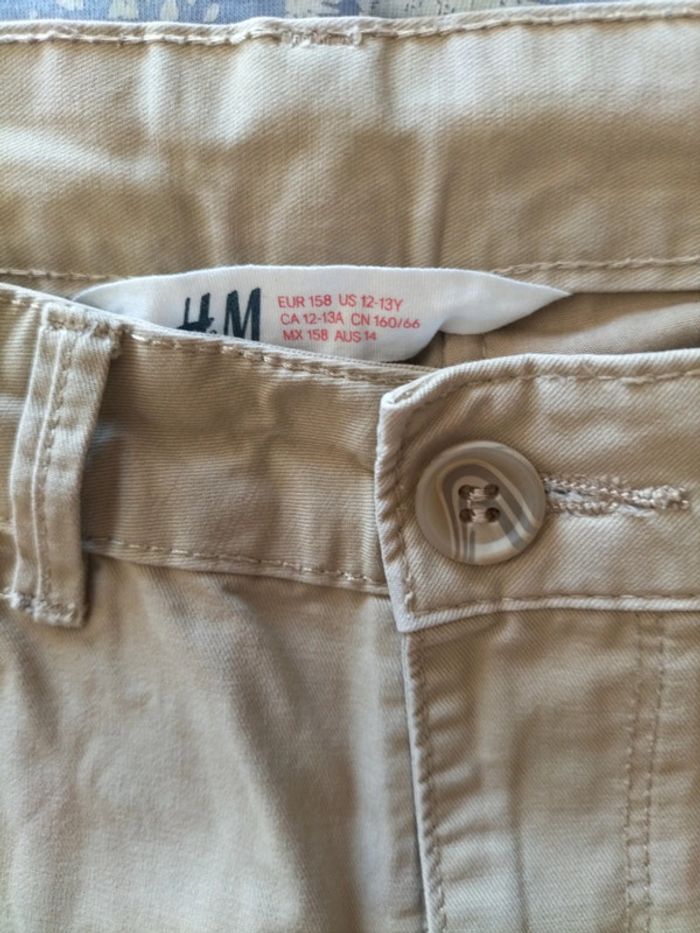 H&M
EUR 158 US 12-13Y
CA 12-13A CN 160/66
MX 158 AUS 14